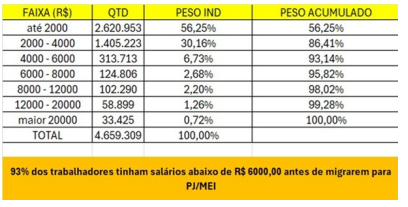 FAIXA (R$) QTD PESO IND PESO ACUMULADO
até 2000 2.620.953 56,25% 56,25%
2000 - 4000 1.405.223 30,16% 86,41%
4000 - 6000 313.713 6,73% 93,14%
6000 - 8000 124.806 2,68% 95,82%
8000 - 12000 102.290 2,20% 98,02%
12000 - 20000 58.899 1,26% 99,28%
maior 20000 33.425 0,72% 100,00%
TOTAL 4.659.309 100,00%
93% dos trabalhadores tinham salários abaixo de R$ 6000,00 antes de migrarem para
PJ/MEI